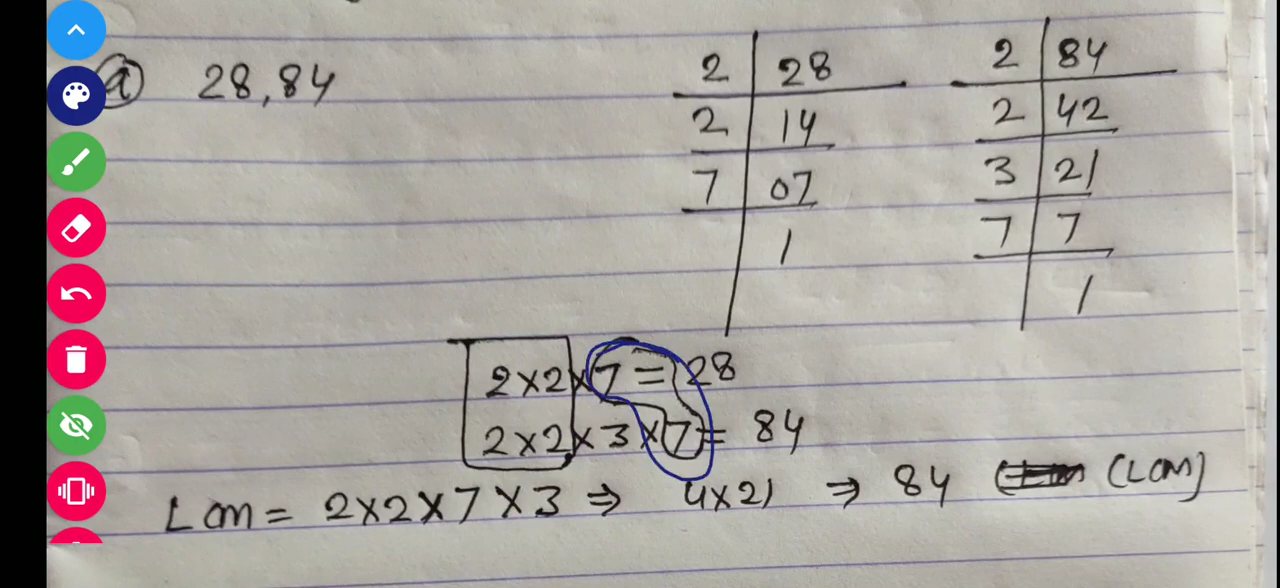 (a) 28,84
2 | 28
2 | 14
7 | 07
1
2 | 84
2 | 42
3 | 21
7 | 7
1
2×2×7 = 28
2×2×3×7 = 84
Lcm = 2×2×7×3 ⇒ 4×21 ⇒ 84 (Lcm)